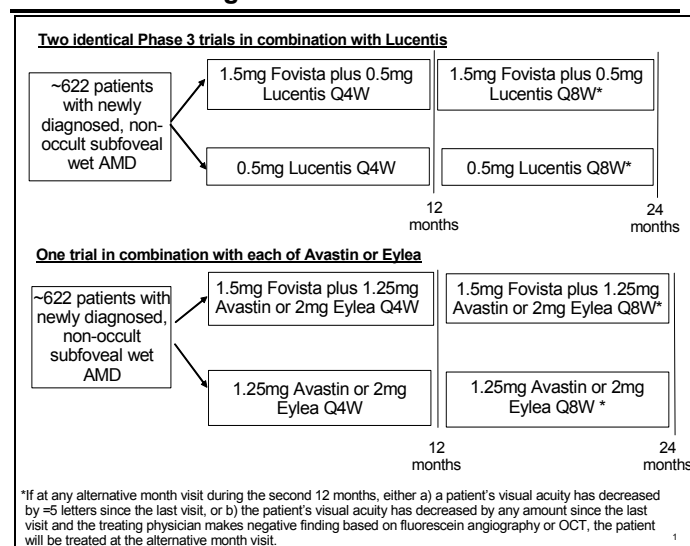 Two identical Phase 3 trials in combination with Lucentis
~622 patients
with newly
diagnosed, non-
occult subfoveal
wet AMD
1.5mg Fovista plus 0.5mg
Lucentis Q4W
1.5mg Fovista plus 0.5mg
Lucentis Q8W*
0.5mg Lucentis Q4W
0.5mg Lucentis Q8W*
12
months
24
months
One trial in combination with each of Avastin or Eylea
~622 patients with
newly diagnosed,
non-occult
subfoveal wet
AMD
1.5mg Fovista plus 1.25mg
Avastin or 2mg Eylea Q4W
1.5mg Fovista plus 1.25mg
Avastin or 2mg Eylea Q8W*
1.25mg Avastin or 2mg
Eylea Q4W
1.25mg Avastin or 2mg
Eylea Q8W *
12
months
24
months
*If at any alternative month visit during the second 12 months, either a) a patient's visual acuity has decreased
by =5 letters since the last visit, or b) the patient's visual acuity has decreased by any amount since the last
visit and the treating physician makes negative finding based on fluorescein angiography or OCT, the patient
will be treated at the alternative month visit.
1